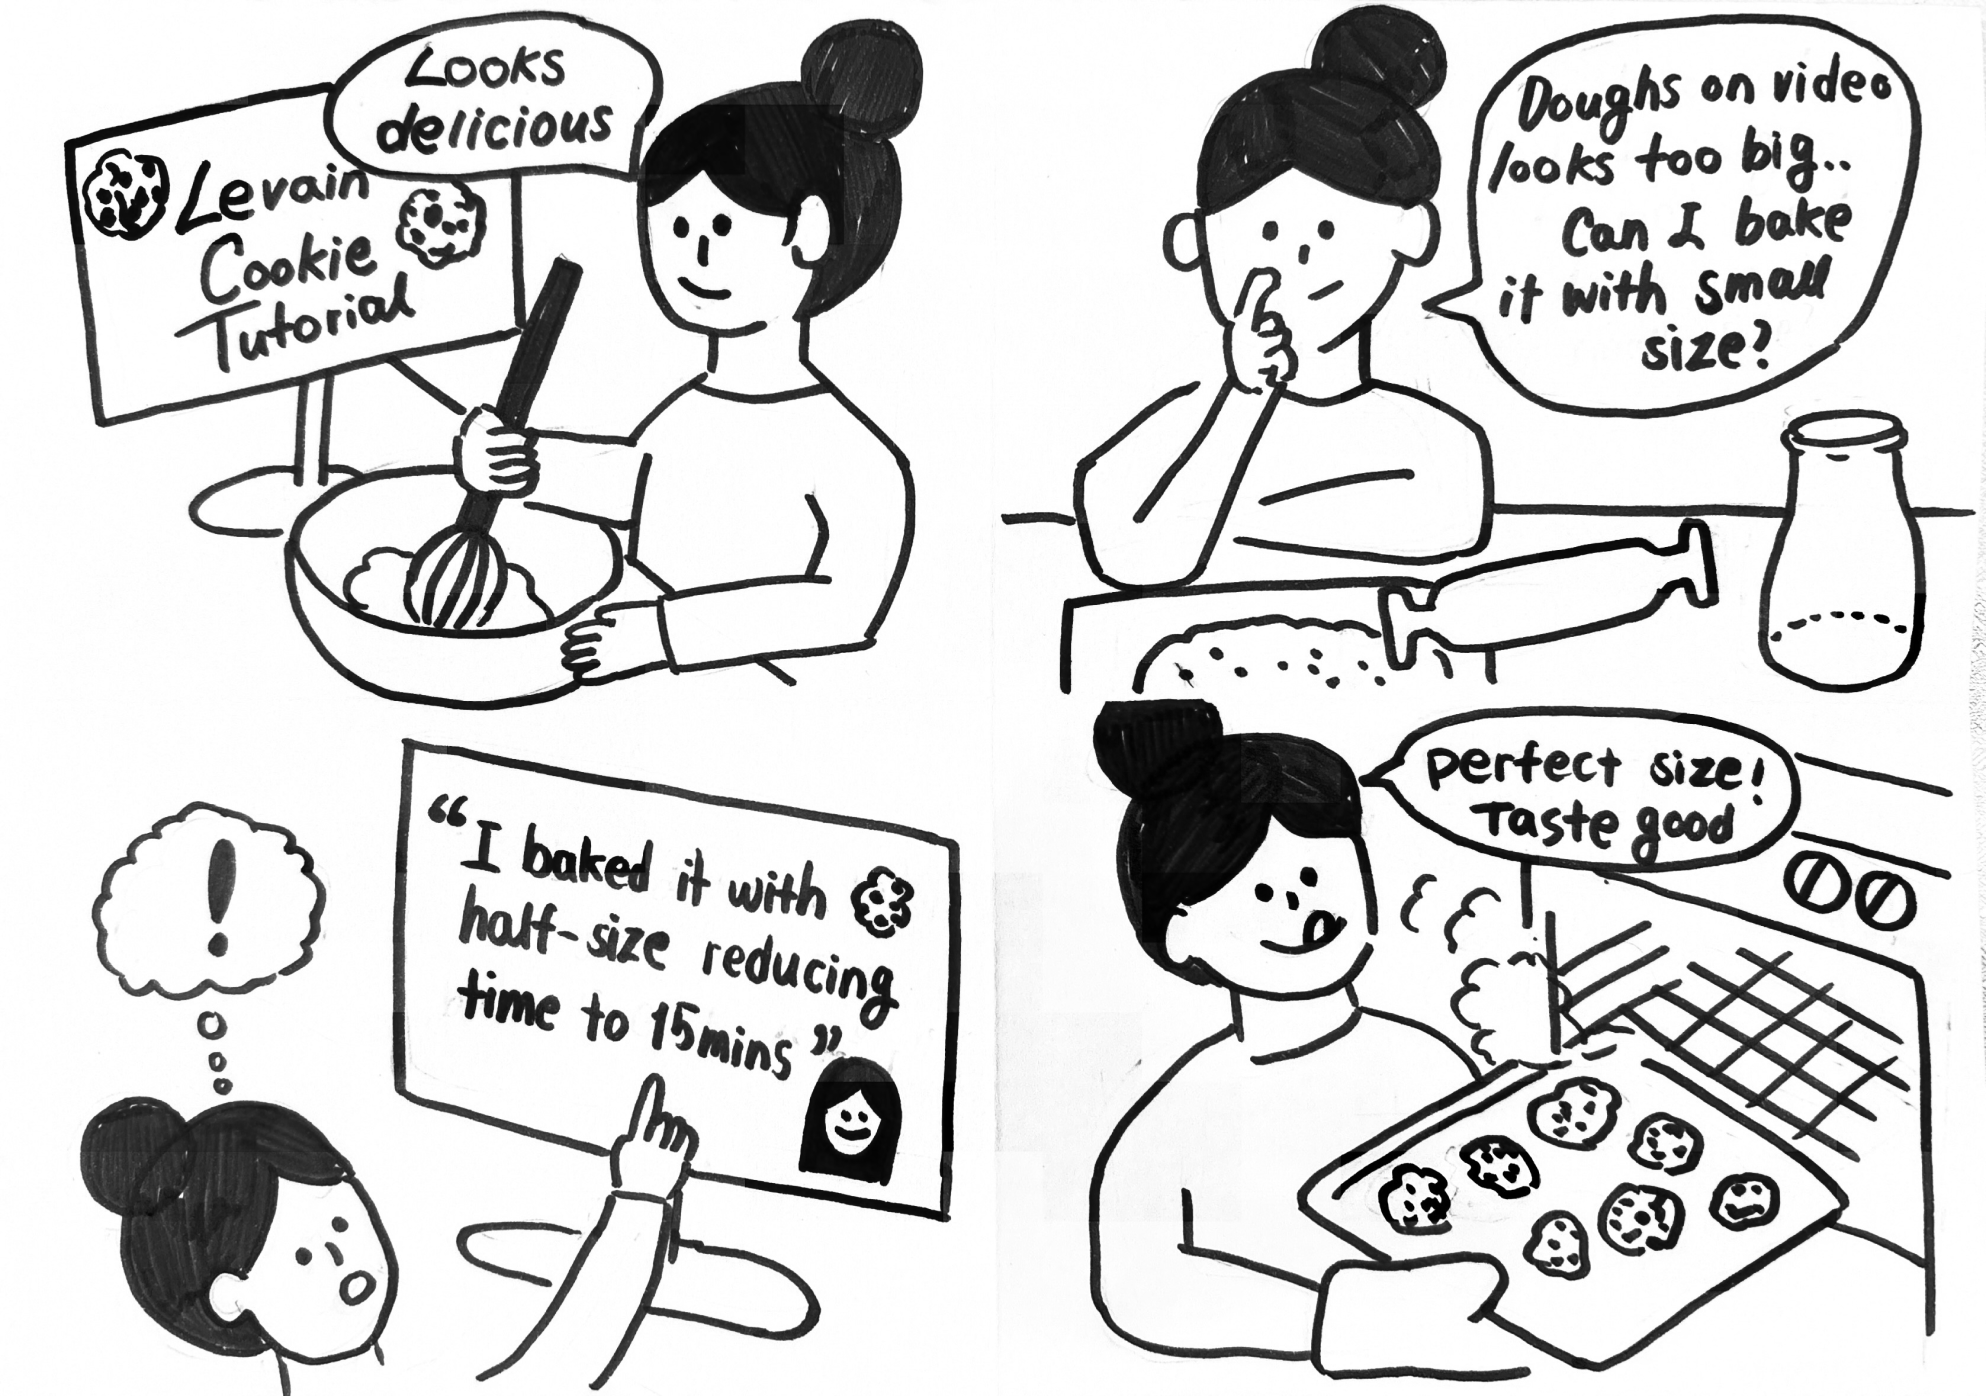 Looks
delicious
Levain
Cookie
Tutorial
Doughs on video
looks too big..
Can I bake
it with small
size?
“I baked it with
half-size reducing
time to 15mins”
perfect size!
Taste good